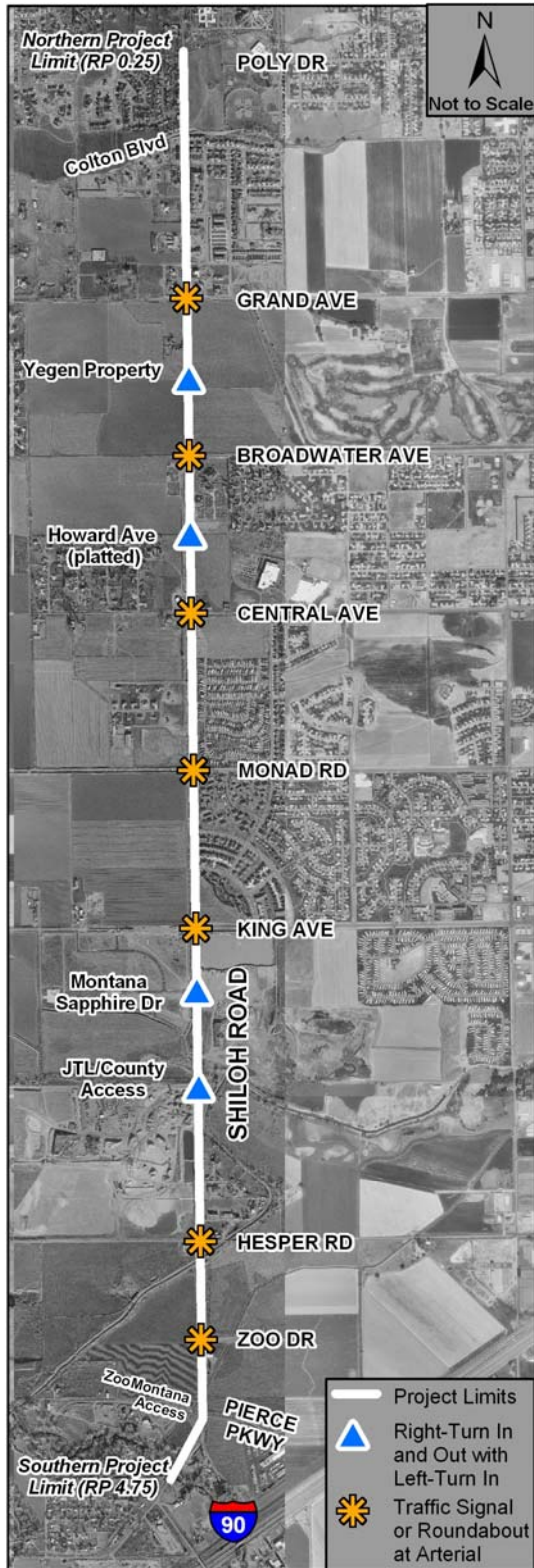 Northern Project
Limit (RP 0.25)
POLY DR
N
Not to Scale
Colton Blvd
GRAND AVE
Yegen Property
BROADWATER AVE
Howard Ave
(platted)
CENTRAL AVE
MONAD RD
KING AVE
Montana
Sapphire Dr
JTL/County
Access
SHILOH ROAD
HESPER RD
ZOO DR
ZooMontana
Access
PIERCE
PKWY
Southern Project
Limit (RP 4.75)
90
Project Limits
Right-Turn In
and Out with
Left-Turn In
Traffic Signal
or Roundabout
at Arterial